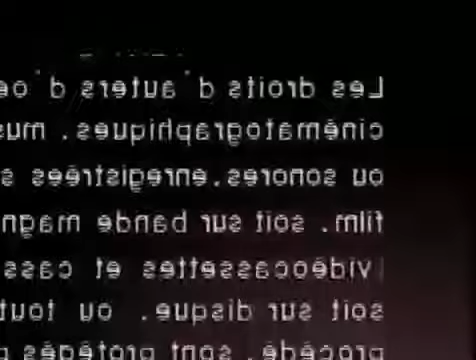 Les droits d'auteurs d'oe
cinématographiques, mus
ou sonores, enregistrées s
film, soit sur bande magn
vidéocassettes et cass
soit sur disque, ou tout
procédé, sont protégés p